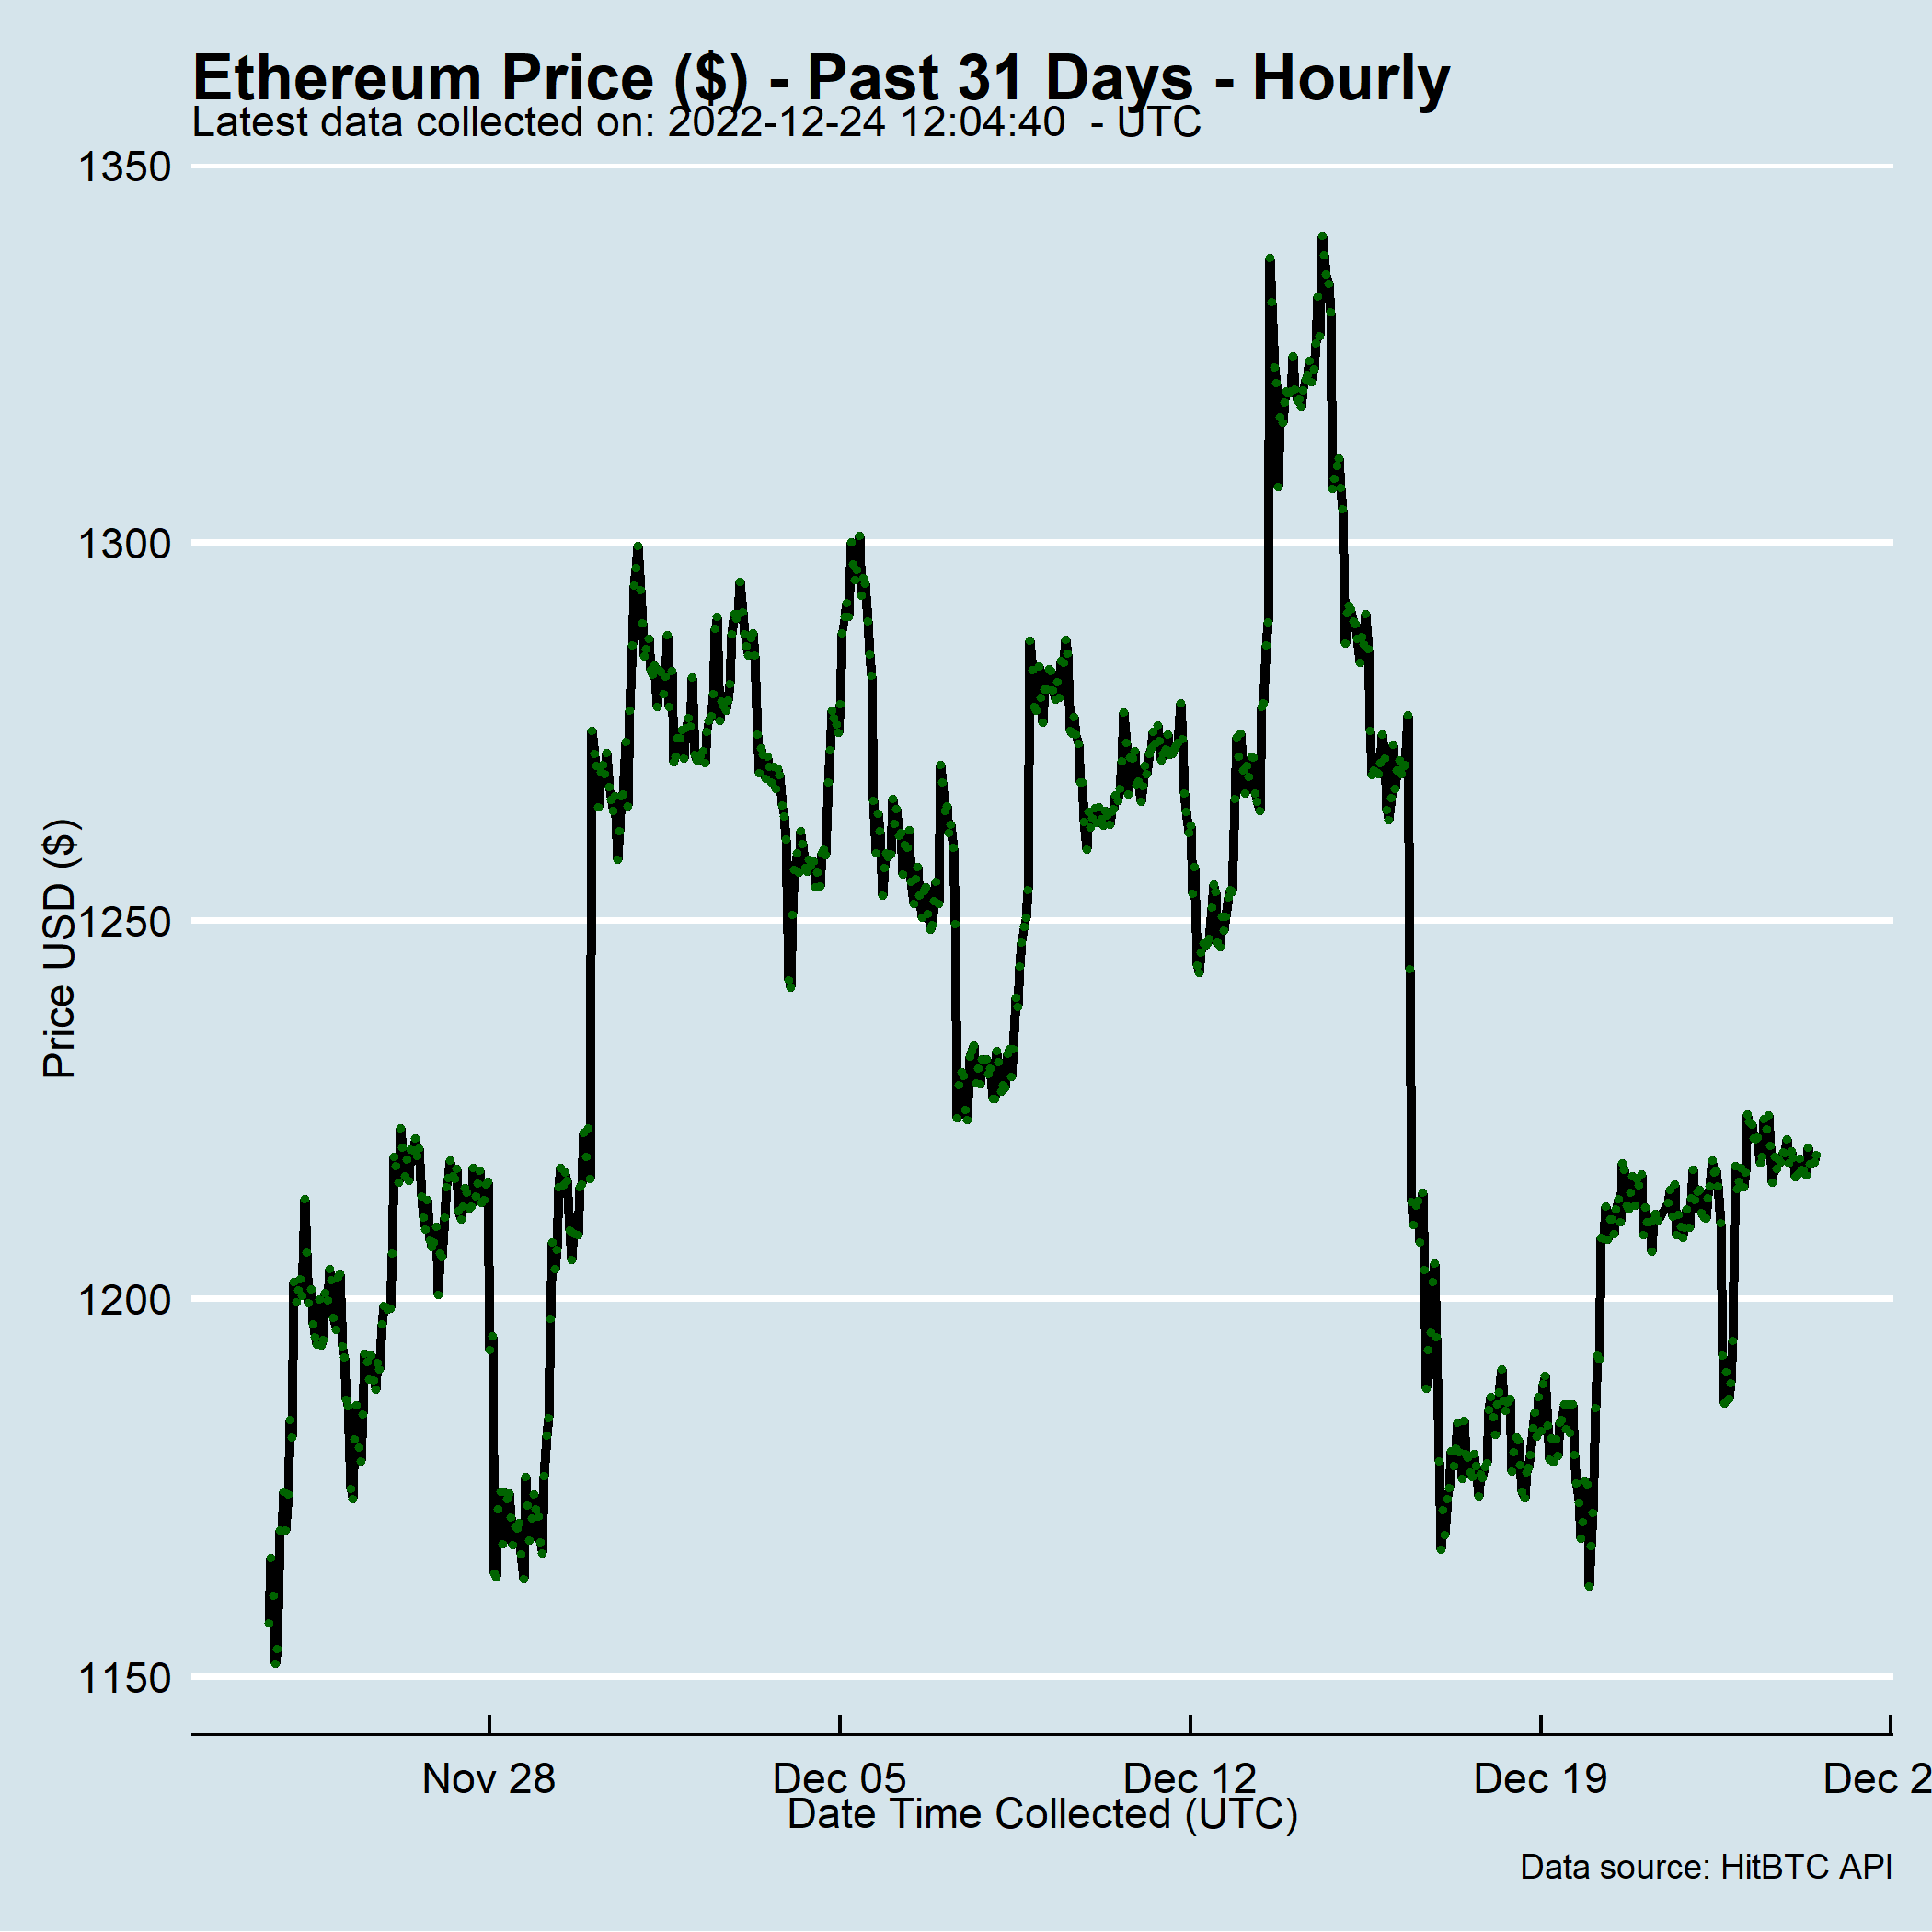 Ethereum Price ($) - Past 31 Days - Hourly
Latest data collected on: 2022-12-24 12:04:40  - UTC
1350
1300
1250
1200
1150
Price USD ($)
Nov 28
Dec 05
Dec 12
Dec 19
Dec 2
Date Time Collected (UTC)
Data source: HitBTC API